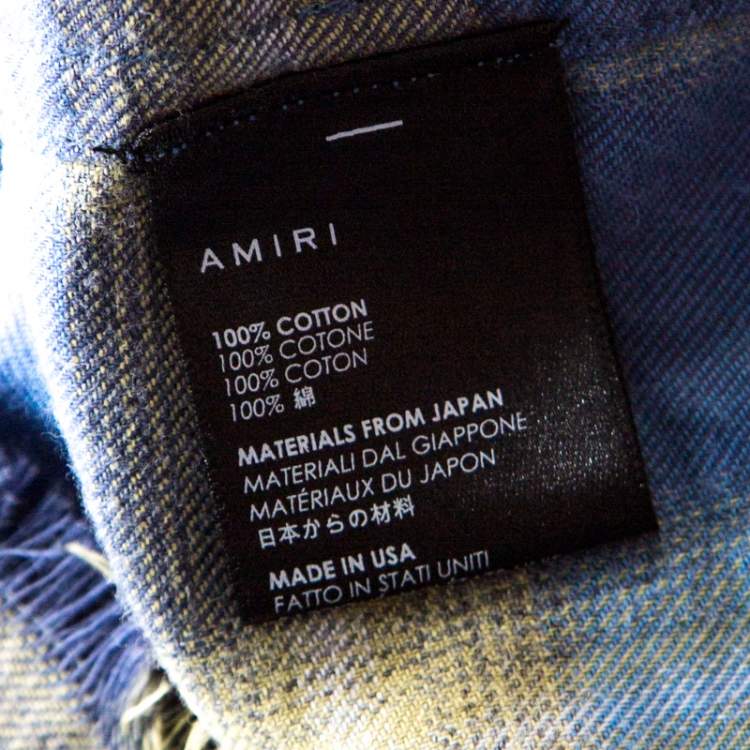 AMIRI
100% COTTON
100% COTONE
100% COTON
100% 綿
MATERIALS FROM JAPAN
MATERIALI DAL GIAPPONE
MATÉRIAUX DU JAPON
日本からの材料
MADE IN USA
FATTO IN STATI UNITI